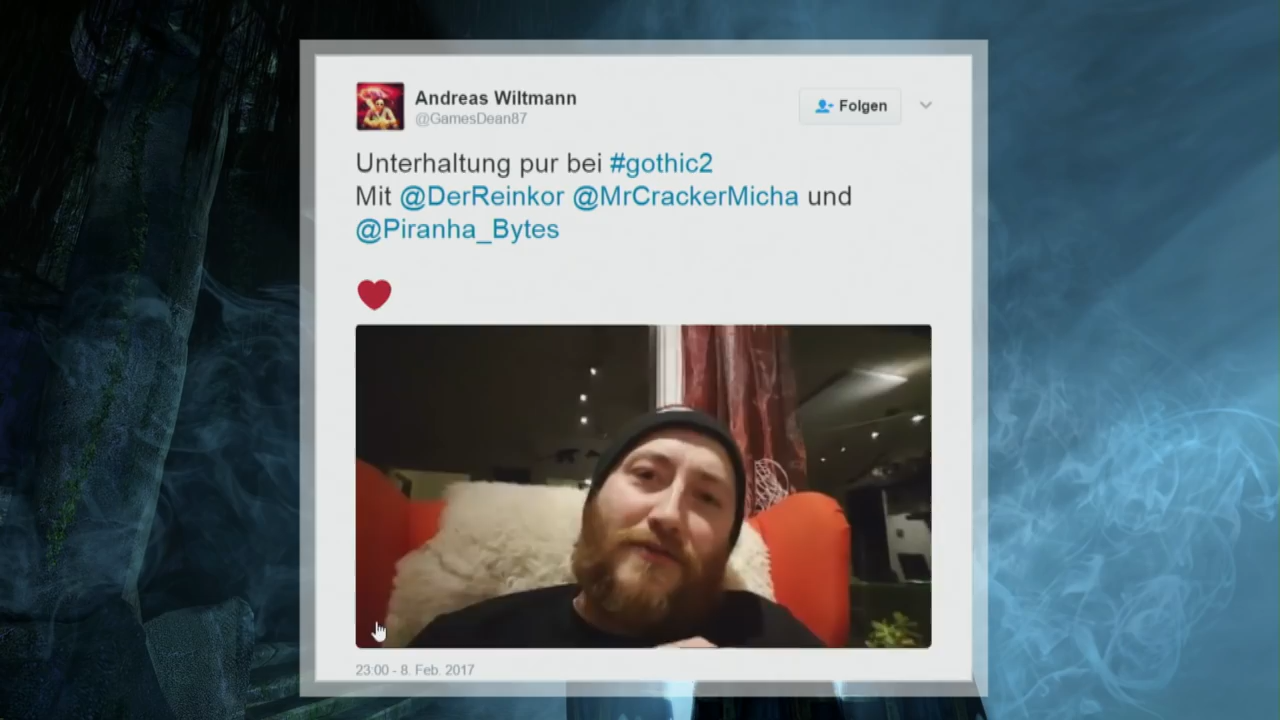 Andreas Wiltmann
@GamesDean87
Folgen
Unterhaltung pur bei #gothic2
Mit @DerReinkor @MrCrackerMicha und
@Piranha_Bytes
23:00 - 8. Feb. 2017